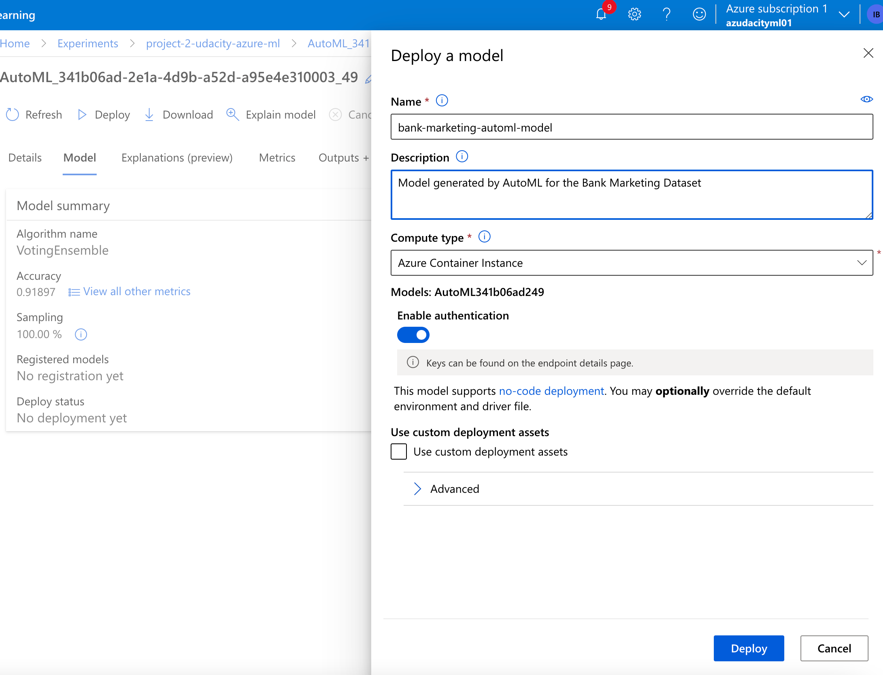 earning
9
Azure subscription 1
azudacityml01
IB
Home > Experiments > project-2-udacity-azure-ml > AutoML_341
AutoML_341b06ad-2e1a-4d9b-a52d-a95e4e310003_49
Refresh Deploy Download Explain model Canc
Details Model Explanations (preview) Metrics Outputs +
Model summary
Algorithm name
VotingEnsemble
Accuracy
0.91897 View all other metrics
Sampling
100.00 %
Registered models
No registration yet
Deploy status
No deployment yet
Deploy a model
Name *
bank-marketing-automl-model
Description
Model generated by AutoML for the Bank Marketing Dataset
Compute type *
Azure Container Instance
*
Models: AutoML341b06ad249
Enable authentication
Keys can be found on the endpoint details page.
This model supports no-code deployment. You may optionally override the default
environment and driver file.
Use custom deployment assets
Use custom deployment assets
Advanced
Deploy Cancel